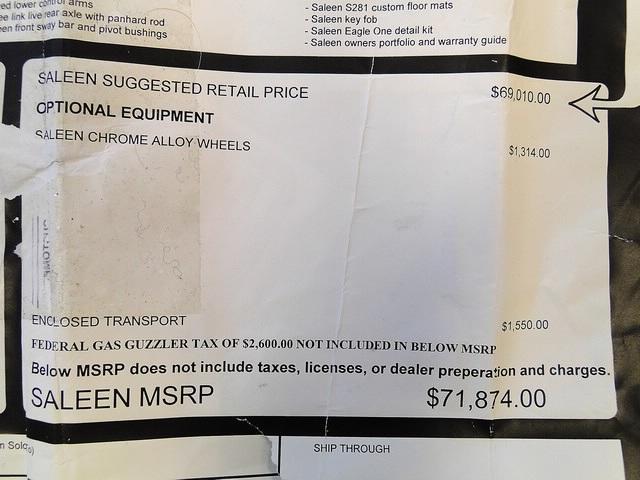 lower control arms
link live rear axle with panhard rod
en front sway bar and pivot bushings
- Saleen S281 custom floor mats
- Saleen key fob
- Saleen Eagle One detail kit
- Saleen owners portfolio and warranty guide
SALEEN SUGGESTED RETAIL PRICE $69,010.00
OPTIONAL EQUIPMENT
SALEEN CHROME ALLOY WHEELS $1,314.00
ENCLOSED TRANSPORT $1,550.00
FEDERAL GAS GUZZLER TAX OF $2,600.00 NOT INCLUDED IN BELOW MSRP
Below MSRP does not include taxes, licenses, or dealer preperation and charges.
SALEEN MSRP $71,874.00
SHIP THROUGH